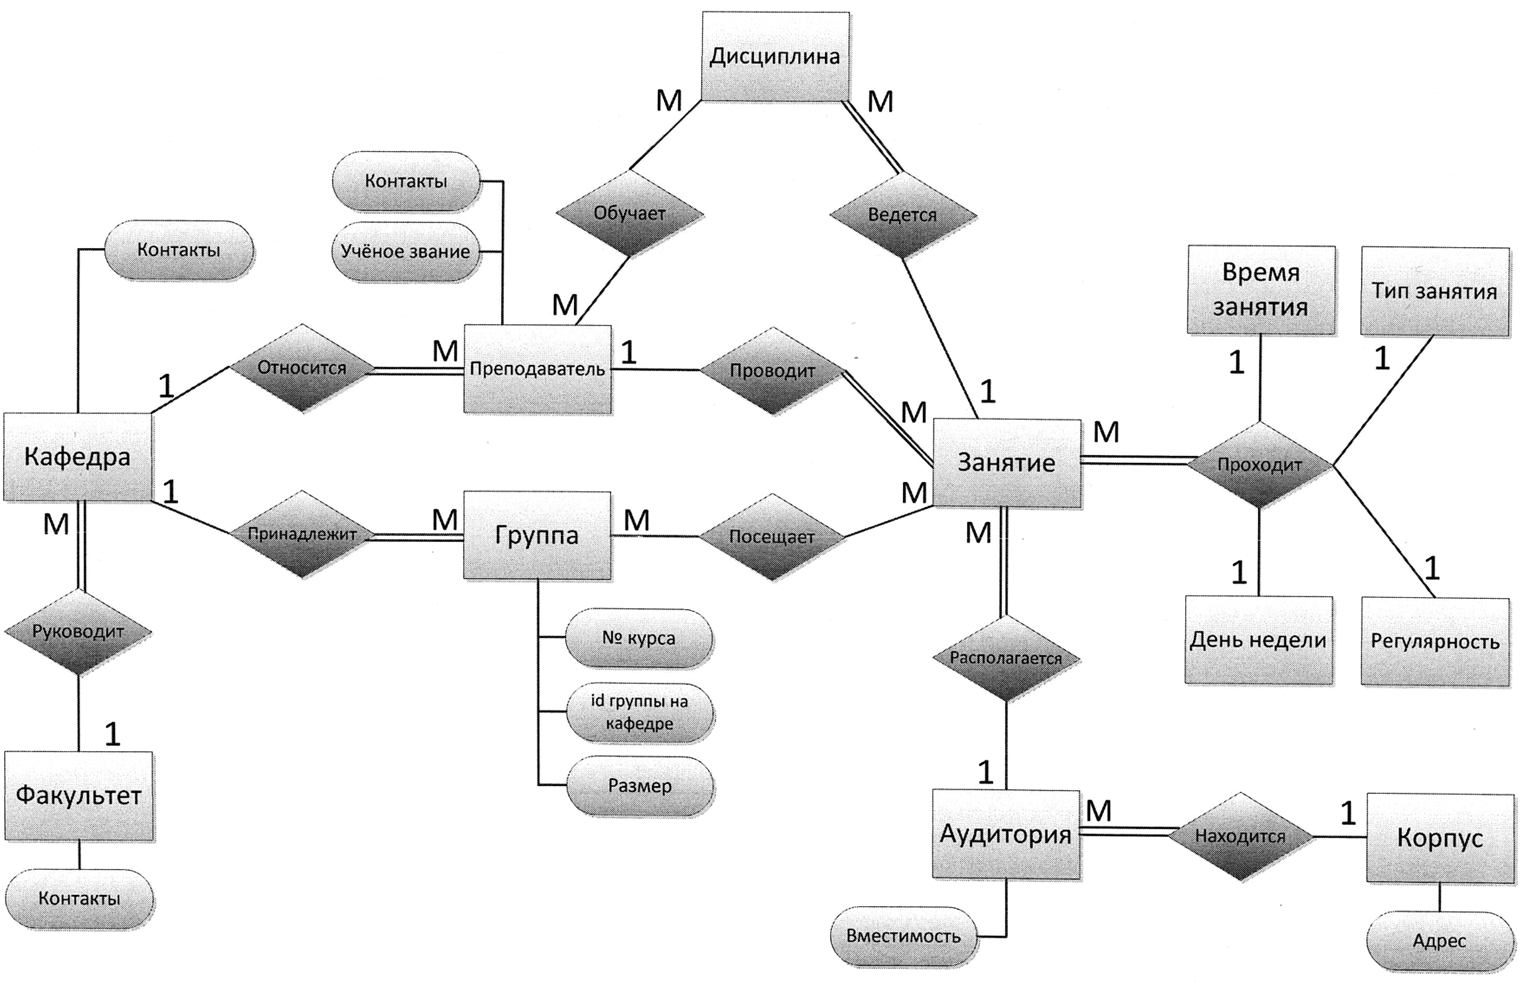 Дисциплина
М
М
Контакты
Учёное звание
Обучает
Ведется
Контакты
Время
занятия
Тип занятия
М
Относится
М
Преподаватель
1
Проводит
М
1
1
1
1
Кафедра
Занятие
М
Проходит
1
Принадлежит
М
Группа
М
Посещает
М
М
М
1
1
Руководит
№ курса
Располагается
День недели
Регулярность
id группы на
кафедре
1
Размер
1
Факультет
Аудитория
М
Находится
1
Корпус
Контакты
Вместимость
Адрес